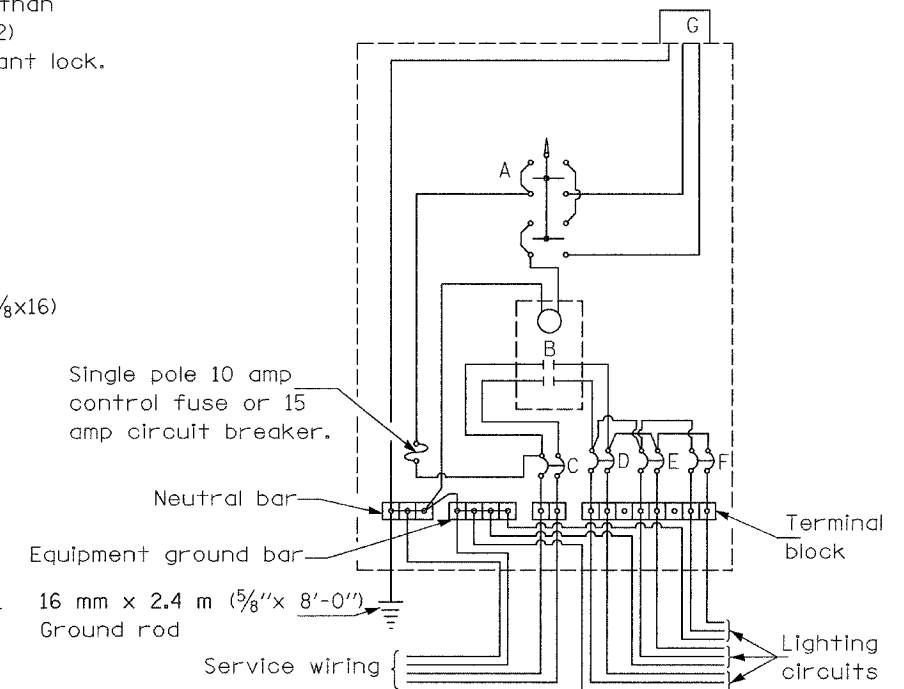 than
2)
ant lock.
G
A
⅝x16)
B
Single pole 10 amp
control fuse or 15
amp circuit breaker.
C
D
E
F
Neutral bar
Terminal
block
Equipment ground bar
16 mm x 2.4 m (⅝"x 8'-0")
Ground rod
Lighting
circuits
Service wiring